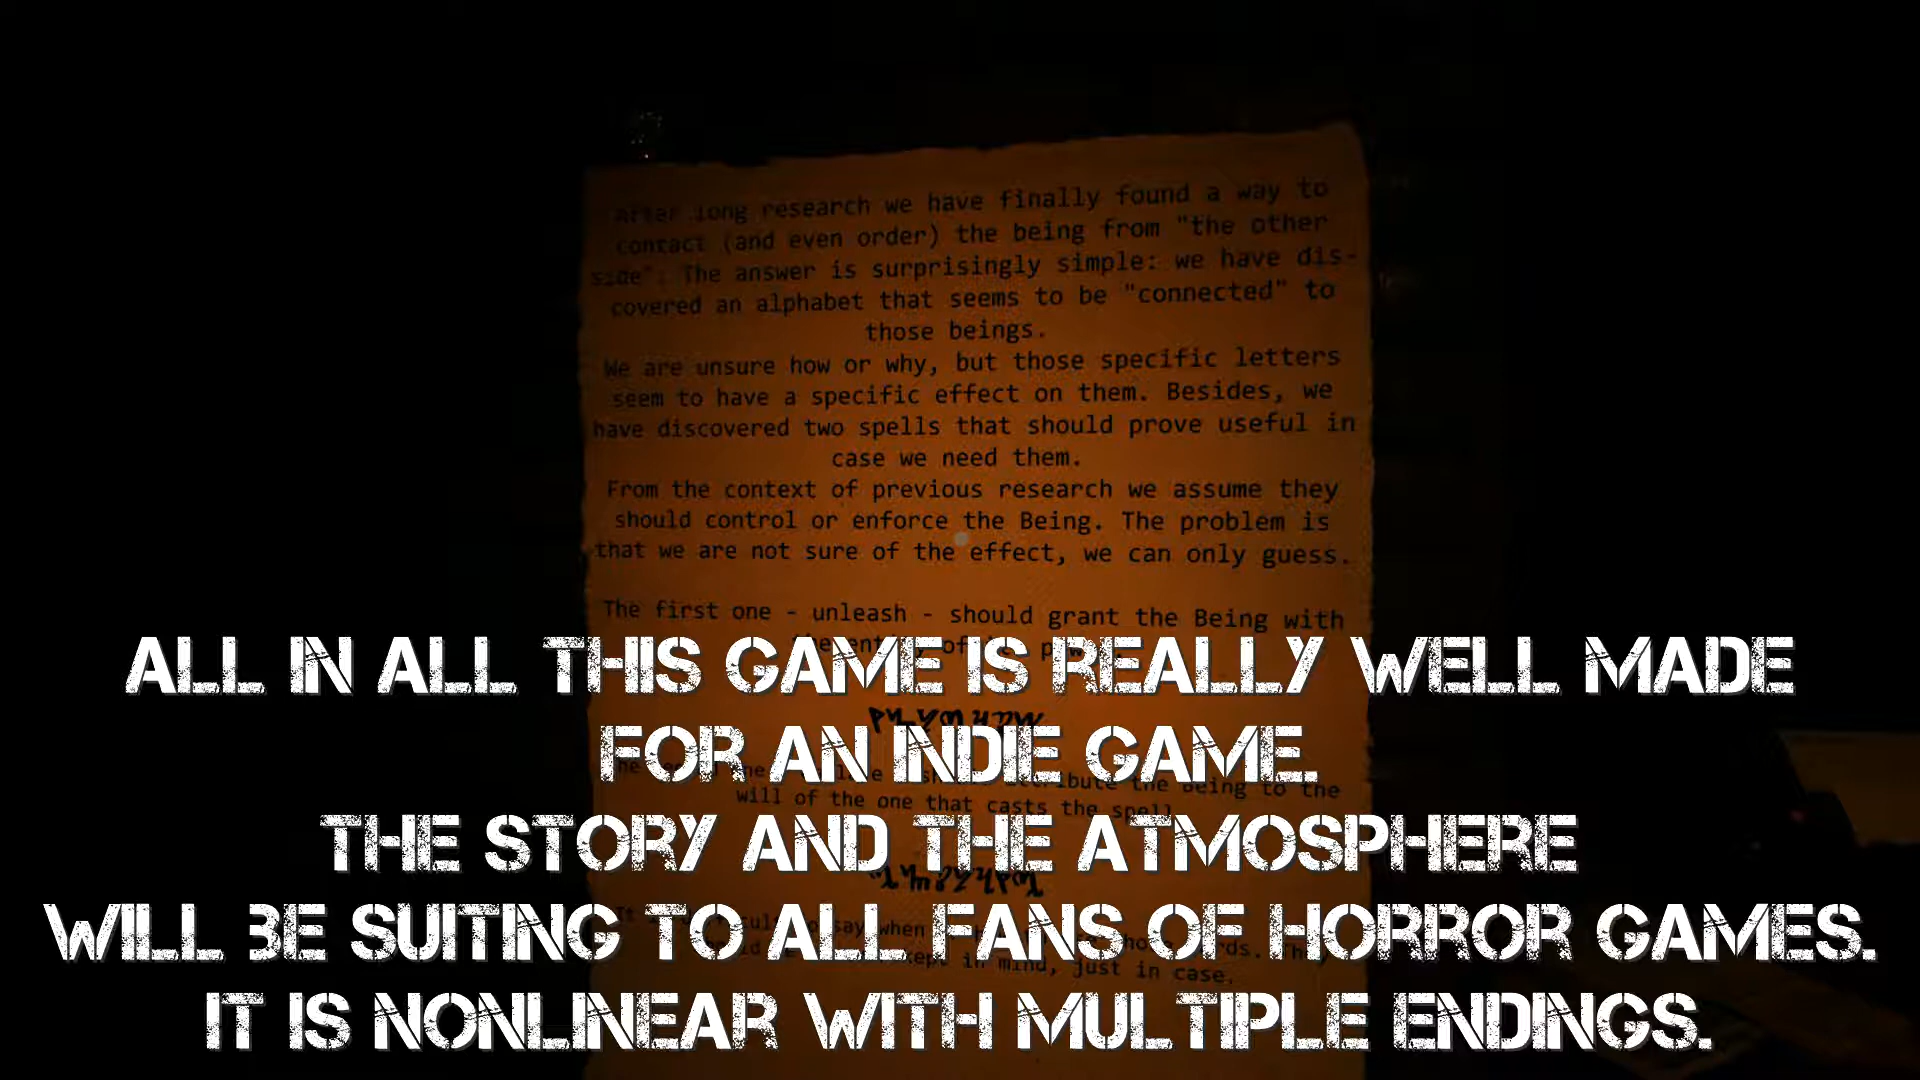 After long research we have finally found a way to
contact (and even order) the being from "the other
side". The answer is surprisingly simple: we have dis-
covered an alphabet that seems to be "connected" to
those beings.
We are unsure how or why, but those specific letters
seem to have a specific effect on them. Besides, we
have discovered two spells that should prove useful in
case we need them.
From the context of previous research we assume they
should control or enforce the Being. The problem is
that we are not sure of the effect, we can only guess.
The first one - unleash - should grant the Being with
ALL IN ALL THIS GAME IS REALLY WELL MADE
FOR AN INDIE GAME.
the Being to the
will of the one that casts the spell
THE STORY AND THE ATMOSPHERE
WILL BE SUITING TO ALL FANS OF HORROR GAMES.
in mind, just in case.
IT IS NONLINEAR WITH MULTIPLE ENDINGS.